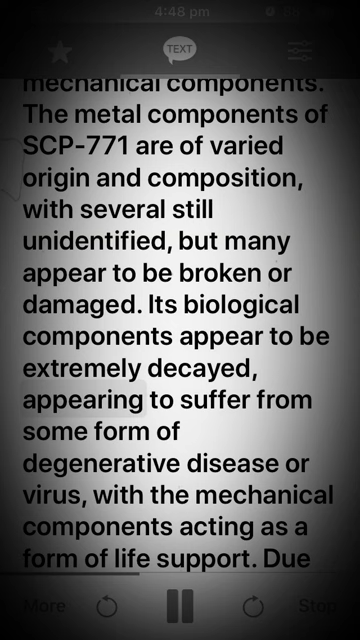 4:48 pm
TEXT
mechanical components.
The metal components of
SCP-771 are of varied
origin and composition,
with several still
unidentified, but many
appear to be broken or
damaged. Its biological
components appear to be
extremely decayed,
appearing to suffer from
some form of
degenerative disease or
virus, with the mechanical
components acting as a
form of life support. Due
More
Stop